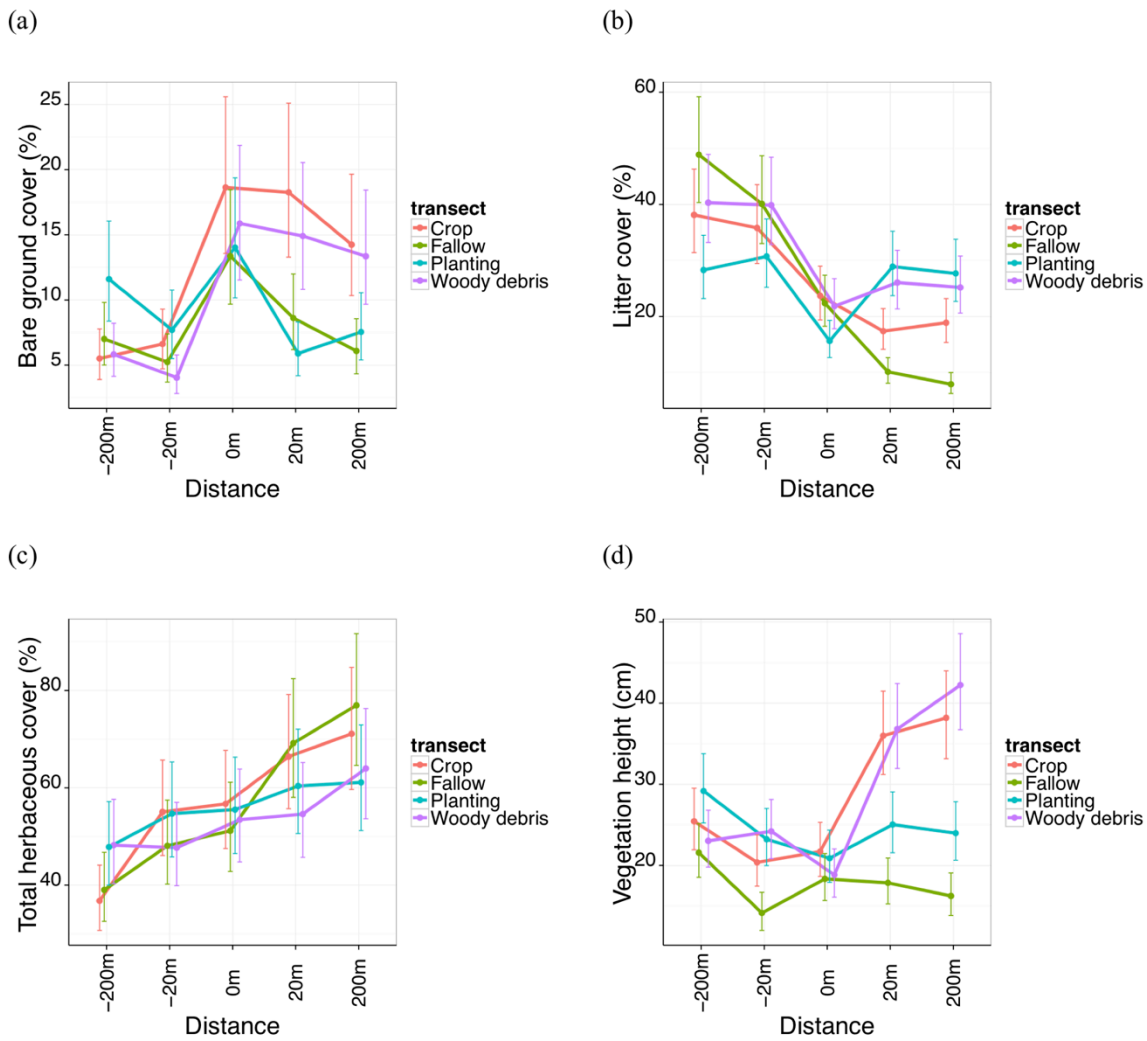 (a)
Bare ground cover (%)
25
20
15
10
5
-200m
-20m
0m
20m
200m
Distance
transect
Crop
Fallow
Planting
Woody debris
(b)
Litter cover (%)
60
40
20
-200m
-20m
0m
20m
200m
Distance
transect
Crop
Fallow
Planting
Woody debris
(c)
Total herbaceous cover (%)
80
60
40
-200m
-20m
0m
20m
200m
Distance
transect
Crop
Fallow
Planting
Woody debris
(d)
Vegetation height (cm)
50
40
30
20
-200m
-20m
0m
20m
200m
Distance
transect
Crop
Fallow
Planting
Woody debris